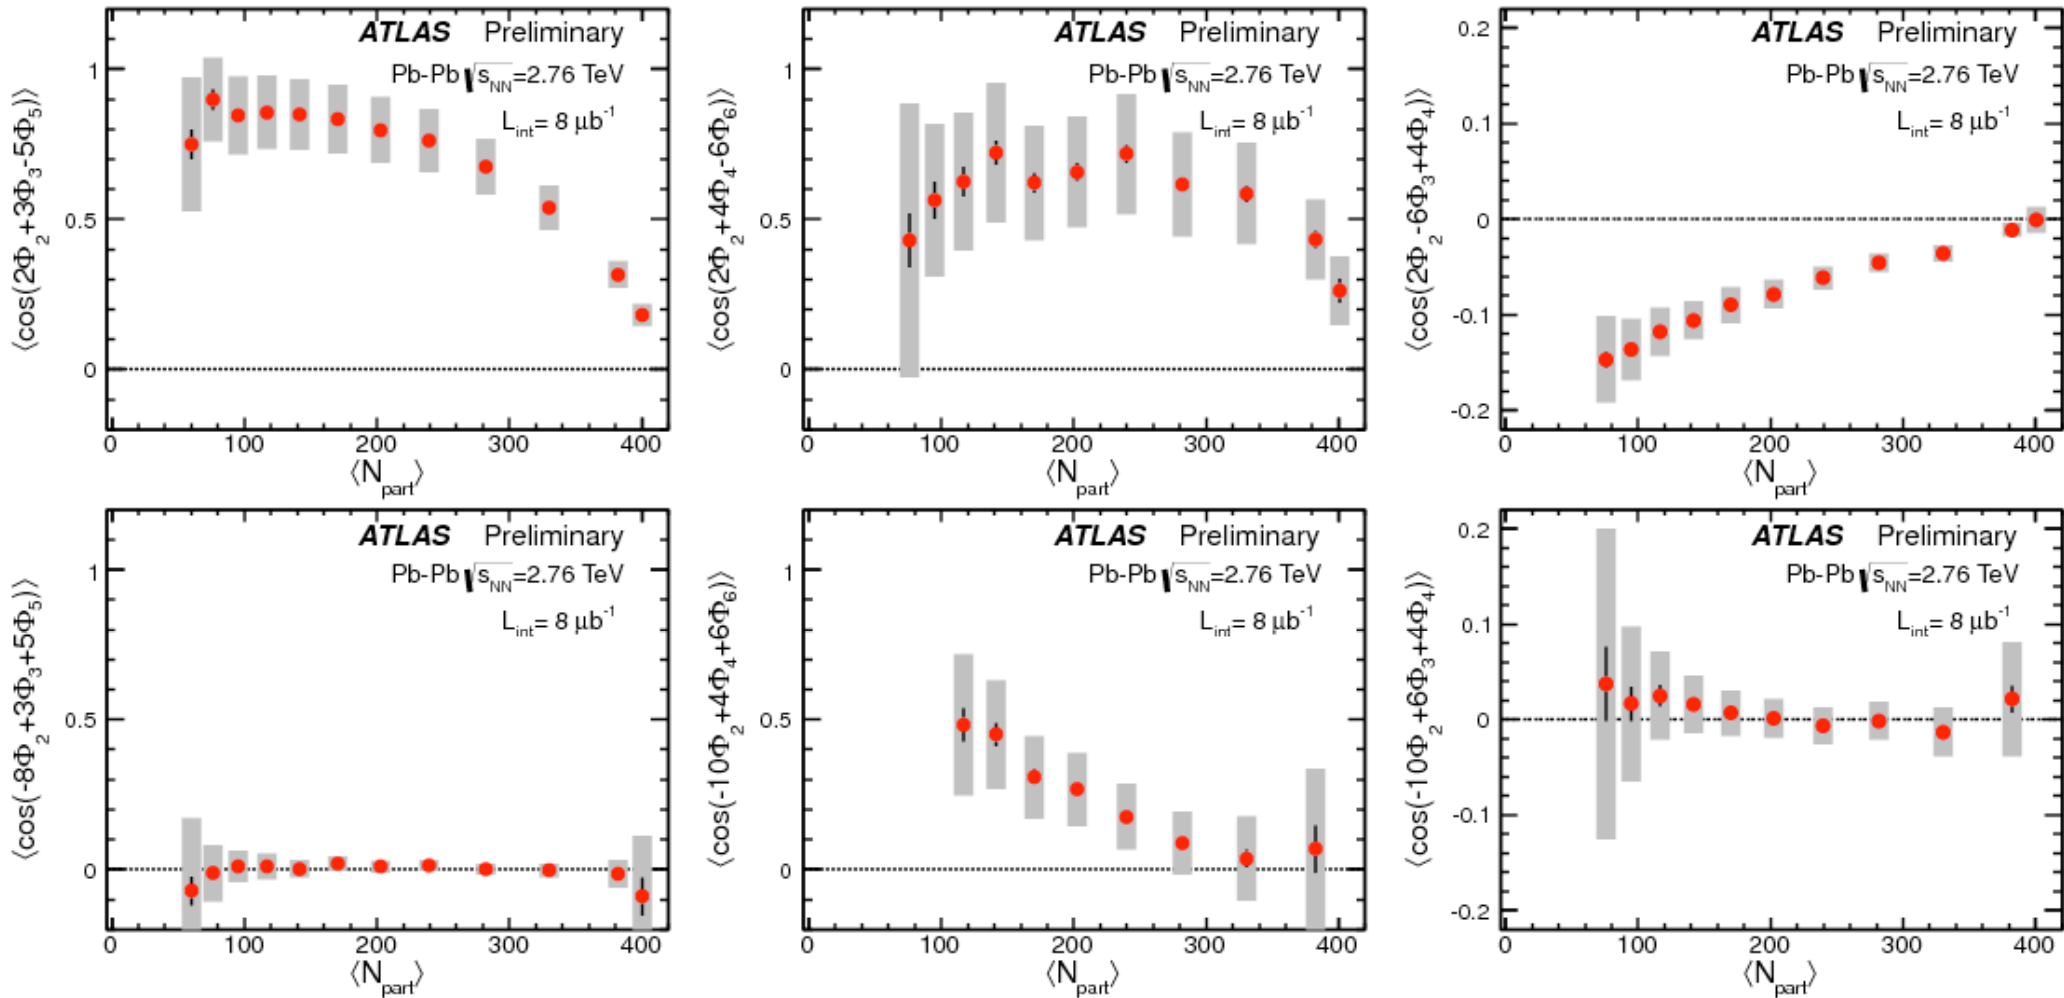 ATLAS Preliminary
Pb-Pb √sNN=2.76 TeV
Lint= 8 μb-1
⟨cos(2Φ2+3Φ3-5Φ5)⟩
1
0.5
0
0 100 200 300 400
⟨Npart⟩
ATLAS Preliminary
Pb-Pb √sNN=2.76 TeV
Lint= 8 μb-1
⟨cos(2Φ2+4Φ4-6Φ6)⟩
1
0.5
0
0 100 200 300 400
⟨Npart⟩
ATLAS Preliminary
Pb-Pb √sNN=2.76 TeV
Lint= 8 μb-1
⟨cos(2Φ2-6Φ3+4Φ4)⟩
0.2
0.1
0
-0.1
-0.2
0 100 200 300 400
⟨Npart⟩
ATLAS Preliminary
Pb-Pb √sNN=2.76 TeV
Lint= 8 μb-1
⟨cos(-8Φ2+3Φ3+5Φ5)⟩
1
0.5
0
0 100 200 300 400
⟨Npart⟩
ATLAS Preliminary
Pb-Pb √sNN=2.76 TeV
Lint= 8 μb-1
⟨cos(-10Φ2+4Φ4+6Φ6)⟩
1
0.5
0
0 100 200 300 400
⟨Npart⟩
ATLAS Preliminary
Pb-Pb √sNN=2.76 TeV
Lint= 8 μb-1
⟨cos(-10Φ2+6Φ3+4Φ4)⟩
0.2
0.1
0
-0.1
-0.2
0 100 200 300 400
⟨Npart⟩